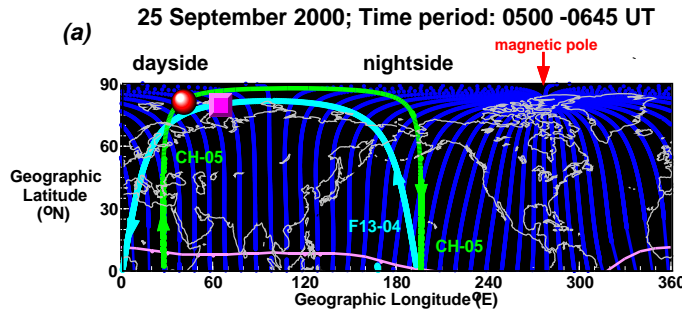 25 September 2000; Time period: 0500 -0645 UT
(a)
magnetic pole
dayside
nightside
90
60
30
0
Geographic
Latitude
(ON)
CH-05
F13-04
CH-05
0
60
120
180
240
300
360
Geographic Longitude(OE)